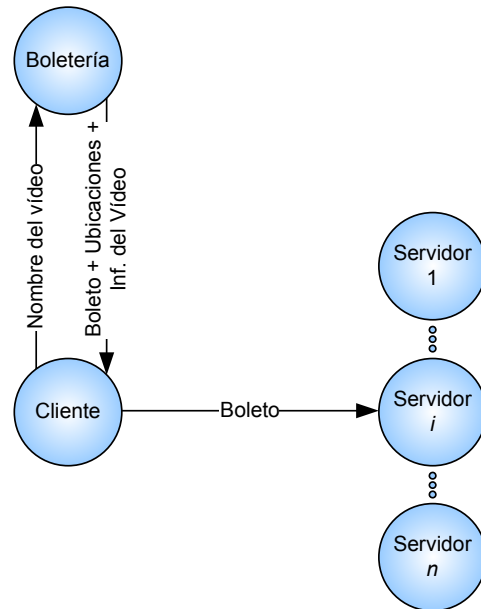 Boletería
Nombre del vídeo
Boleto + Ubicaciones +
Inf. del Vídeo
Servidor
1
Cliente
Boleto
Servidor
i
Servidor
n